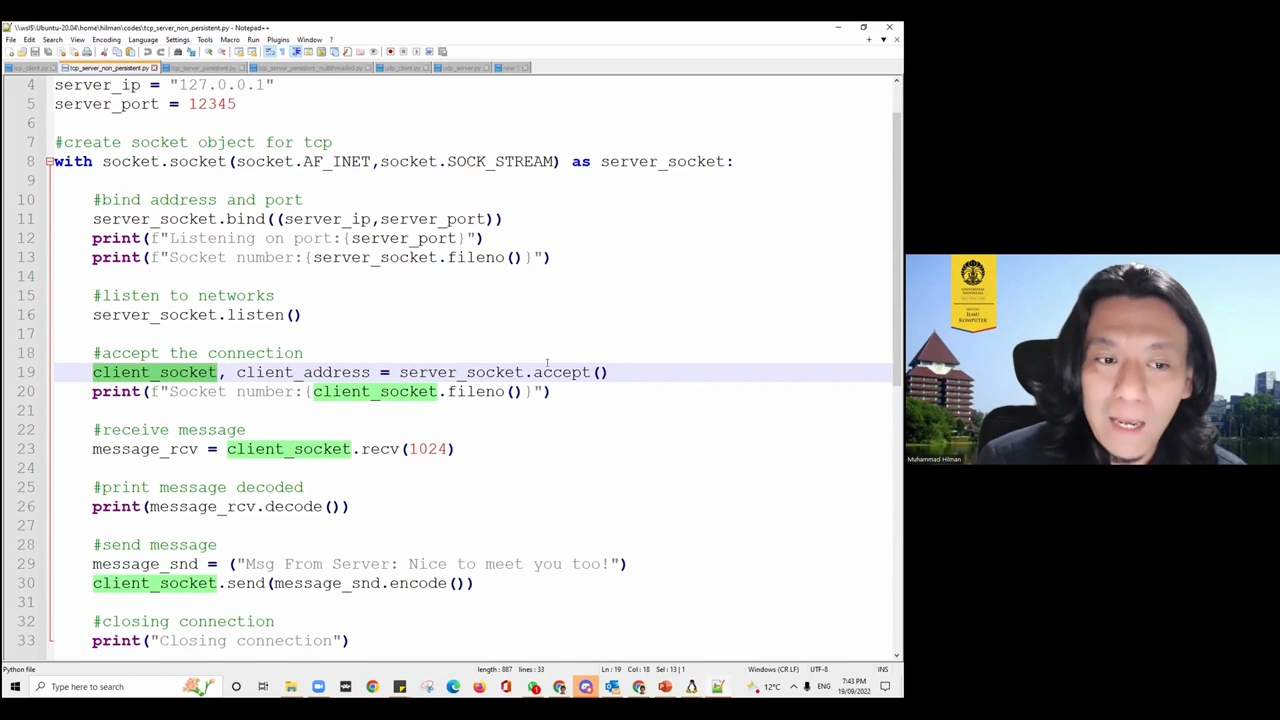 \\wsl$\Ubuntu-20.04\home\hilman\codes\tcp_server_non_persistent.py - Notepad++
File Edit Search View Encoding Language Settings Tools Macro Run Plugins Window ?
tcp_client.py tcp_server_non_persistent.py tcp_server_persistent.py tcp_server_persistent_multithreaded.py udp_client.py udp_server.py new 1
4 server_ip = "127.0.0.1"
5 server_port = 12345
6
7 #create socket object for tcp
8 with socket.socket(socket.AF_INET,socket.SOCK_STREAM) as server_socket:
9
10 #bind address and port
11 server_socket.bind((server_ip,server_port))
12 print(f"Listening on port:{server_port}")
13 print(f"Socket number:{server_socket.fileno()}")
14
15 #listen to networks
16 server_socket.listen()
17
18 #accept the connection
19 client_socket, client_address = server_socket.accept()
20 print(f"Socket number:{client_socket.fileno()}")
21
22 #receive message
23 message_rcv = client_socket.recv(1024)
24
25 #print message decoded
26 print(message_rcv.decode())
27
28 #send message
29 message_snd = ("Msg From Server: Nice to meet you too!")
30 client_socket.send(message_snd.encode())
31
32 #closing connection
33 print("Closing connection")
Python file length : 887 lines : 33 Ln : 19 Col : 18 Sel : 13 | 1 Windows (CR LF) UTF-8 INS
Type here to search 12°C ENG 7:43 PM 19/09/2022
UNIVERSITAS INDONESIA
ILMU KOMPUTER
Muhammad Hilman